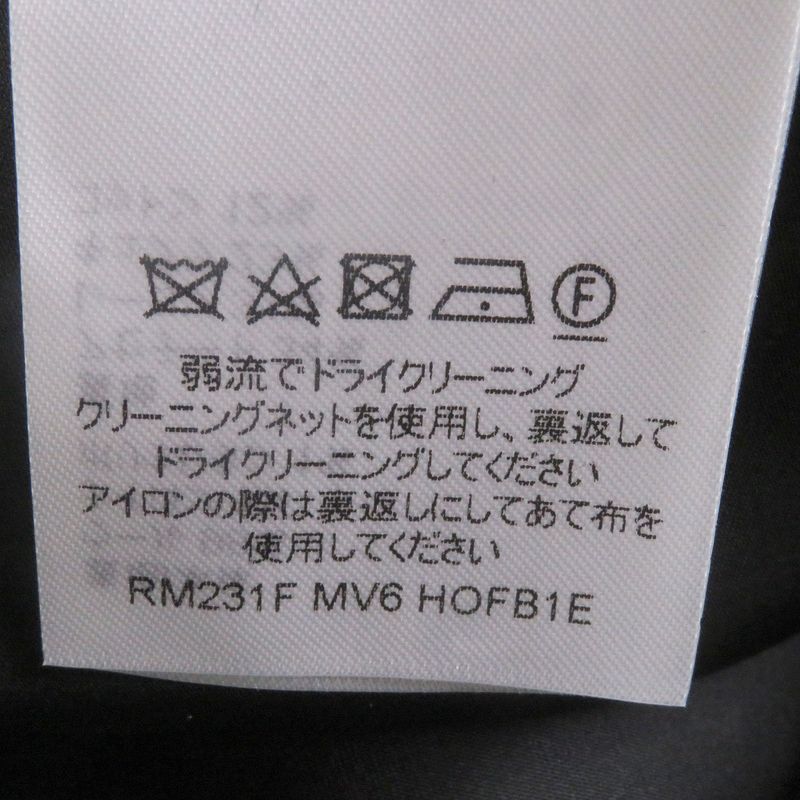 F
弱流でドライクリーニング
クリーニングネットを使用し、裏返して
ドライクリーニングしてください
アイロンの際は裏返しにしてあて布を
使用してください
RM231F MV6 HOFB1E